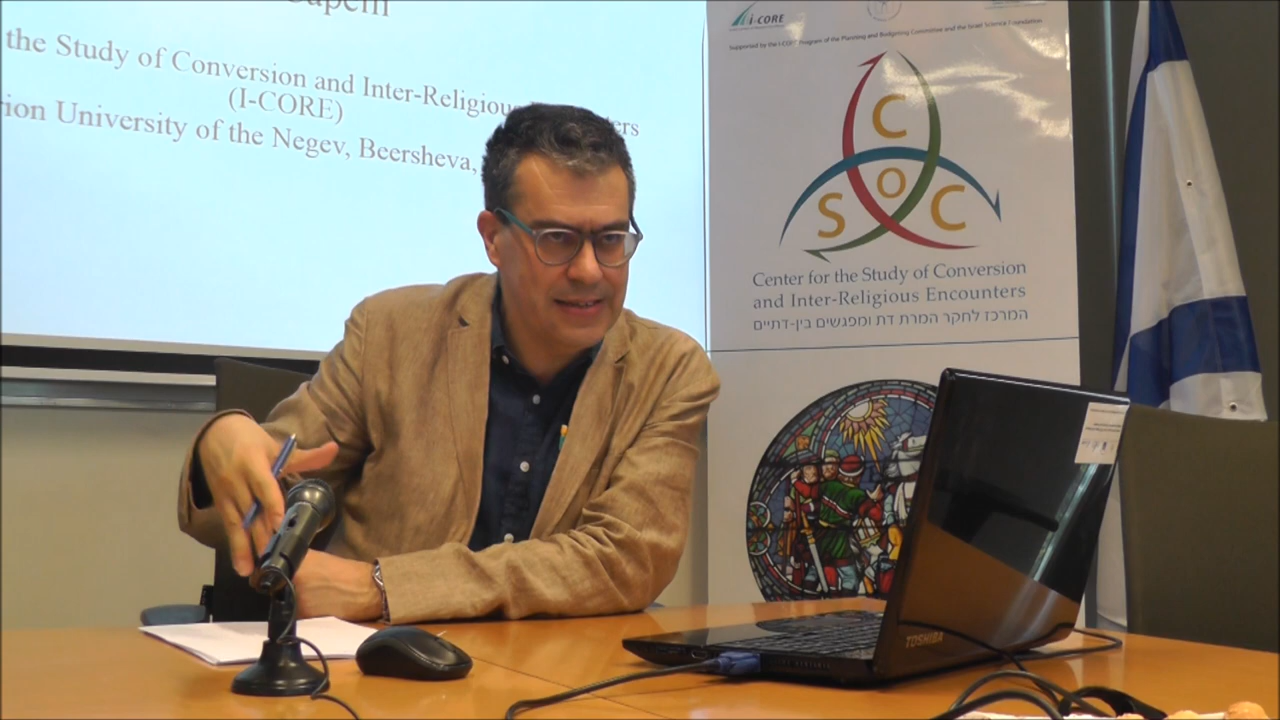 the Study of Conversion and Inter-Religious
(I-CORE)
University of the Negev, Beersheva,
i-CORE
Supported by the I-CORE Program of the Planning and Budgeting Committee and the Israel Science Foundation
C
S O C
Center for the Study of Conversion
and Inter-Religious Encounters
המרכז לחקר המרת דת ומפגשים בין-דתיים
TOSHIBA